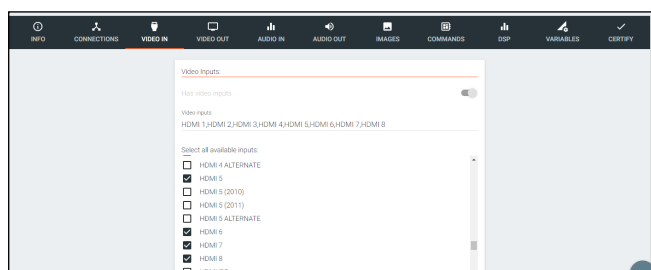 INFO CONNECTIONS VIDEO IN VIDEO OUT AUDIO IN AUDIO OUT IMAGES COMMANDS DSP VARIABLES CERTIFY
Video Inputs:
Has video inputs
Video inputs
HDMI 1,HDMI 2,HDMI 3,HDMI 4,HDMI 5,HDMI 6,HDMI 7,HDMI 8
Select all available inputs:
HDMI 4 ALTERNATE
HDMI 5
HDMI 5 (2010)
HDMI 5 (2011)
HDMI 5 ALTERNATE
HDMI 6
HDMI 7
HDMI 8